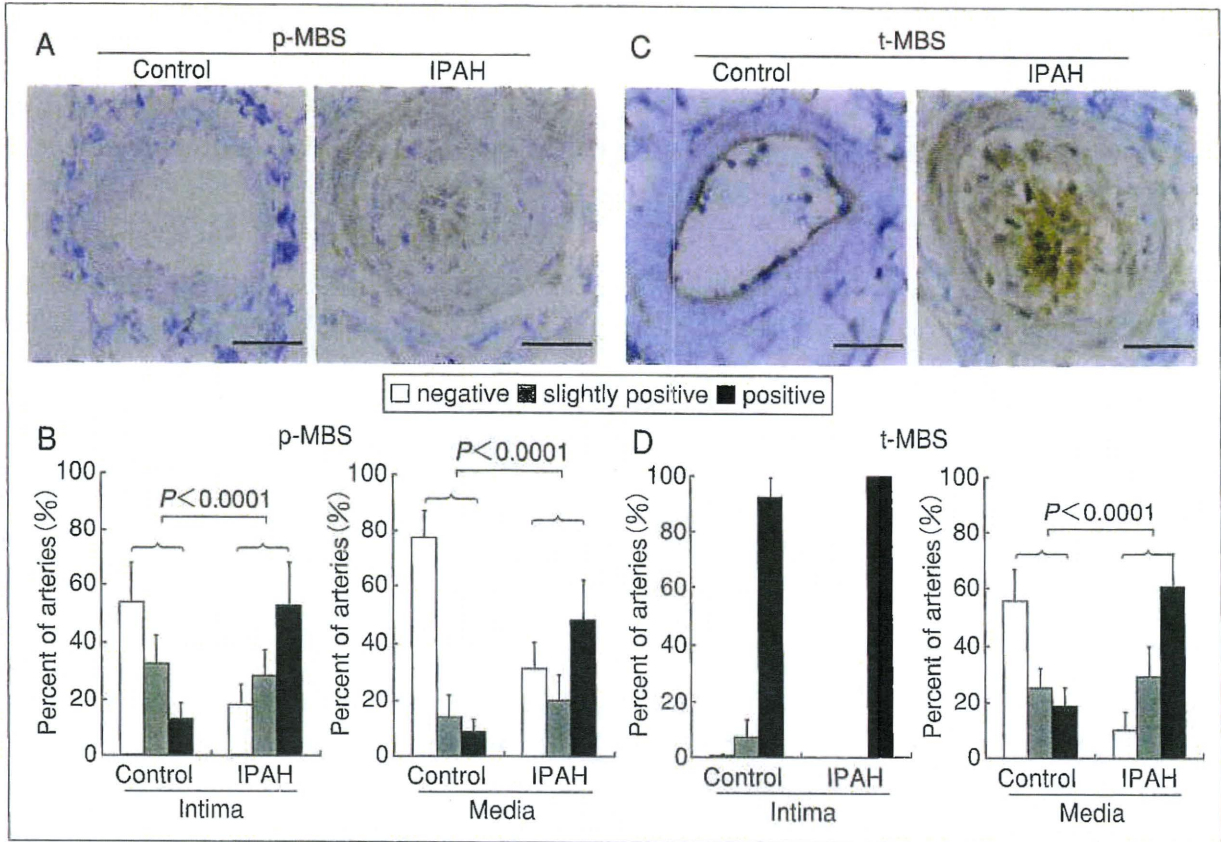 A p-MBS C t-MBS
Control IPAH Control IPAH
negative slightly positive positive
B p-MBS D t-MBS
Percent of arteries (%)
100
80
60
40
20
0
P<0.0001
Control IPAH
Intima
Percent of arteries (%)
100
80
60
40
20
0
P<0.0001
Control IPAH
Media
Percent of arteries (%)
100
80
60
40
20
0
Control IPAH
Intima
Percent of arteries (%)
100
80
60
40
20
0
P<0.0001
Control IPAH
Media